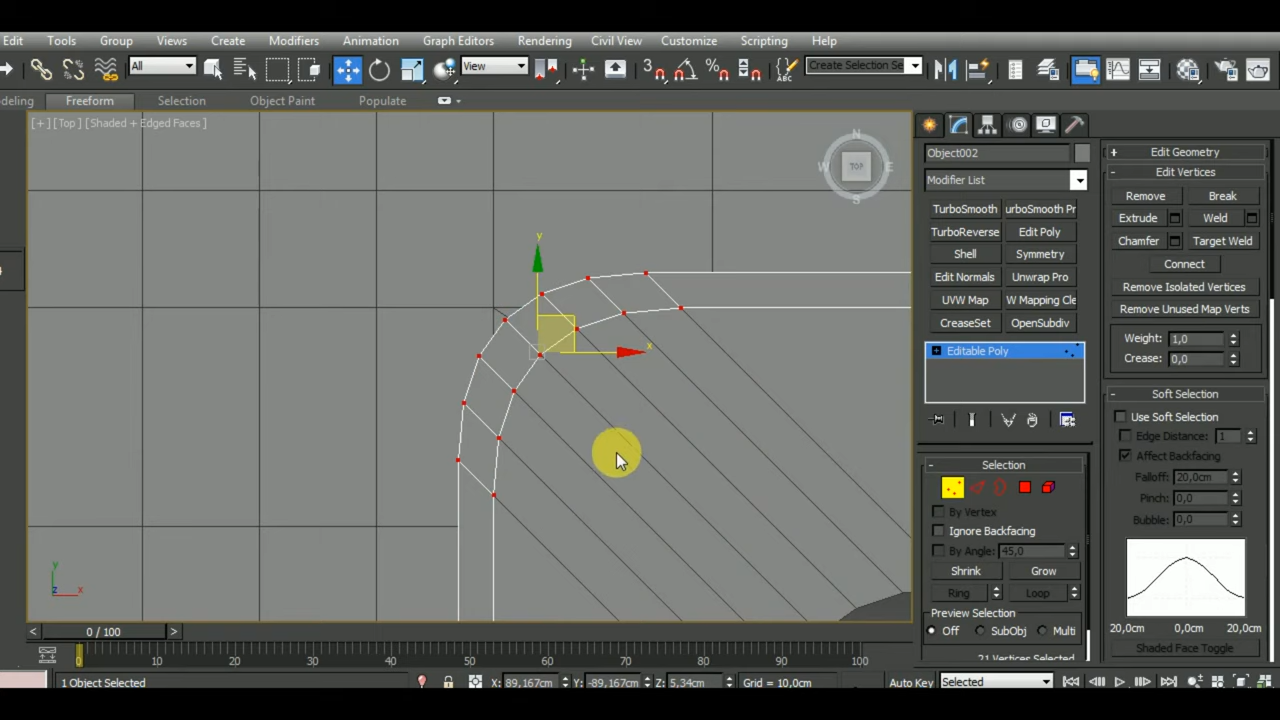 Edit Tools Group Views Create Modifiers Animation Graph Editors Rendering Civil View Customize Scripting Help
All View 3 % ABC Create Selection Se
deling Freeform Selection Object Paint Populate
[+] [Top] [Shaded + Edged Faces]
N
W TOP E
S
y
x
y
z x
Object002
Modifier List
TurboSmooth urboSmooth Pr
TurboReverse Edit Poly
Shell Symmetry
Edit Normals Unwrap Pro
UVW Map W Mapping Cle
CreaseSet OpenSubdiv
Editable Poly
- Selection
By Vertex
Ignore Backfacing
By Angle: 45,0
Shrink Grow
Ring Loop
Preview Selection
Off SubObj Multi
21 Vertices Selected
+ Edit Geometry
- Edit Vertices
Remove Break
Extrude Weld
Chamfer Target Weld
Connect
Remove Isolated Vertices
Remove Unused Map Verts
Weight: 1,0
Crease: 0,0
- Soft Selection
Use Soft Selection
Edge Distance: 1
Affect Backfacing
Falloff: 20,0cm
Pinch: 0,0
Bubble: 0,0
20,0cm 0,0cm 20,0cm
Shaded Face Toggle
< 0 / 100 >
0 10 20 30 40 50 60 70 80 90 100
1 Object Selected X: 89,167cm Y: -89,167cm Z: 5,34cm Grid = 10,0cm Auto Key Selected